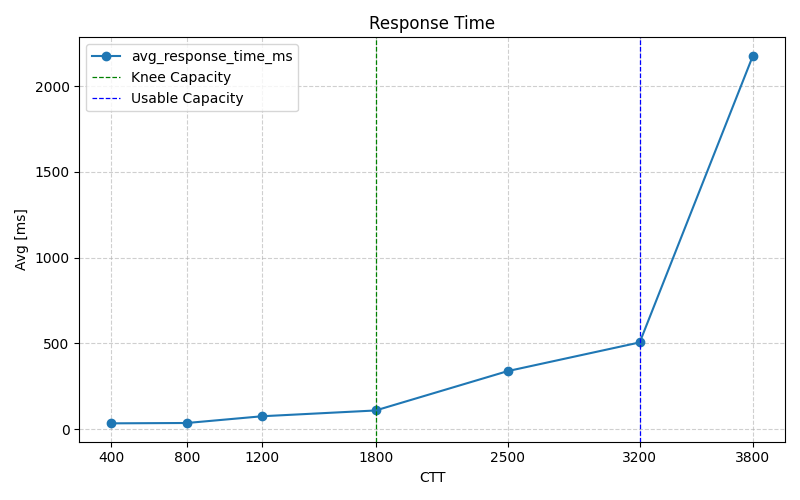 Response Time
avg_response_time_ms
Knee Capacity
Usable Capacity
Avg [ms]
2000
1500
1000
500
0
400 800 1200 1800 2500 3200 3800
CTT